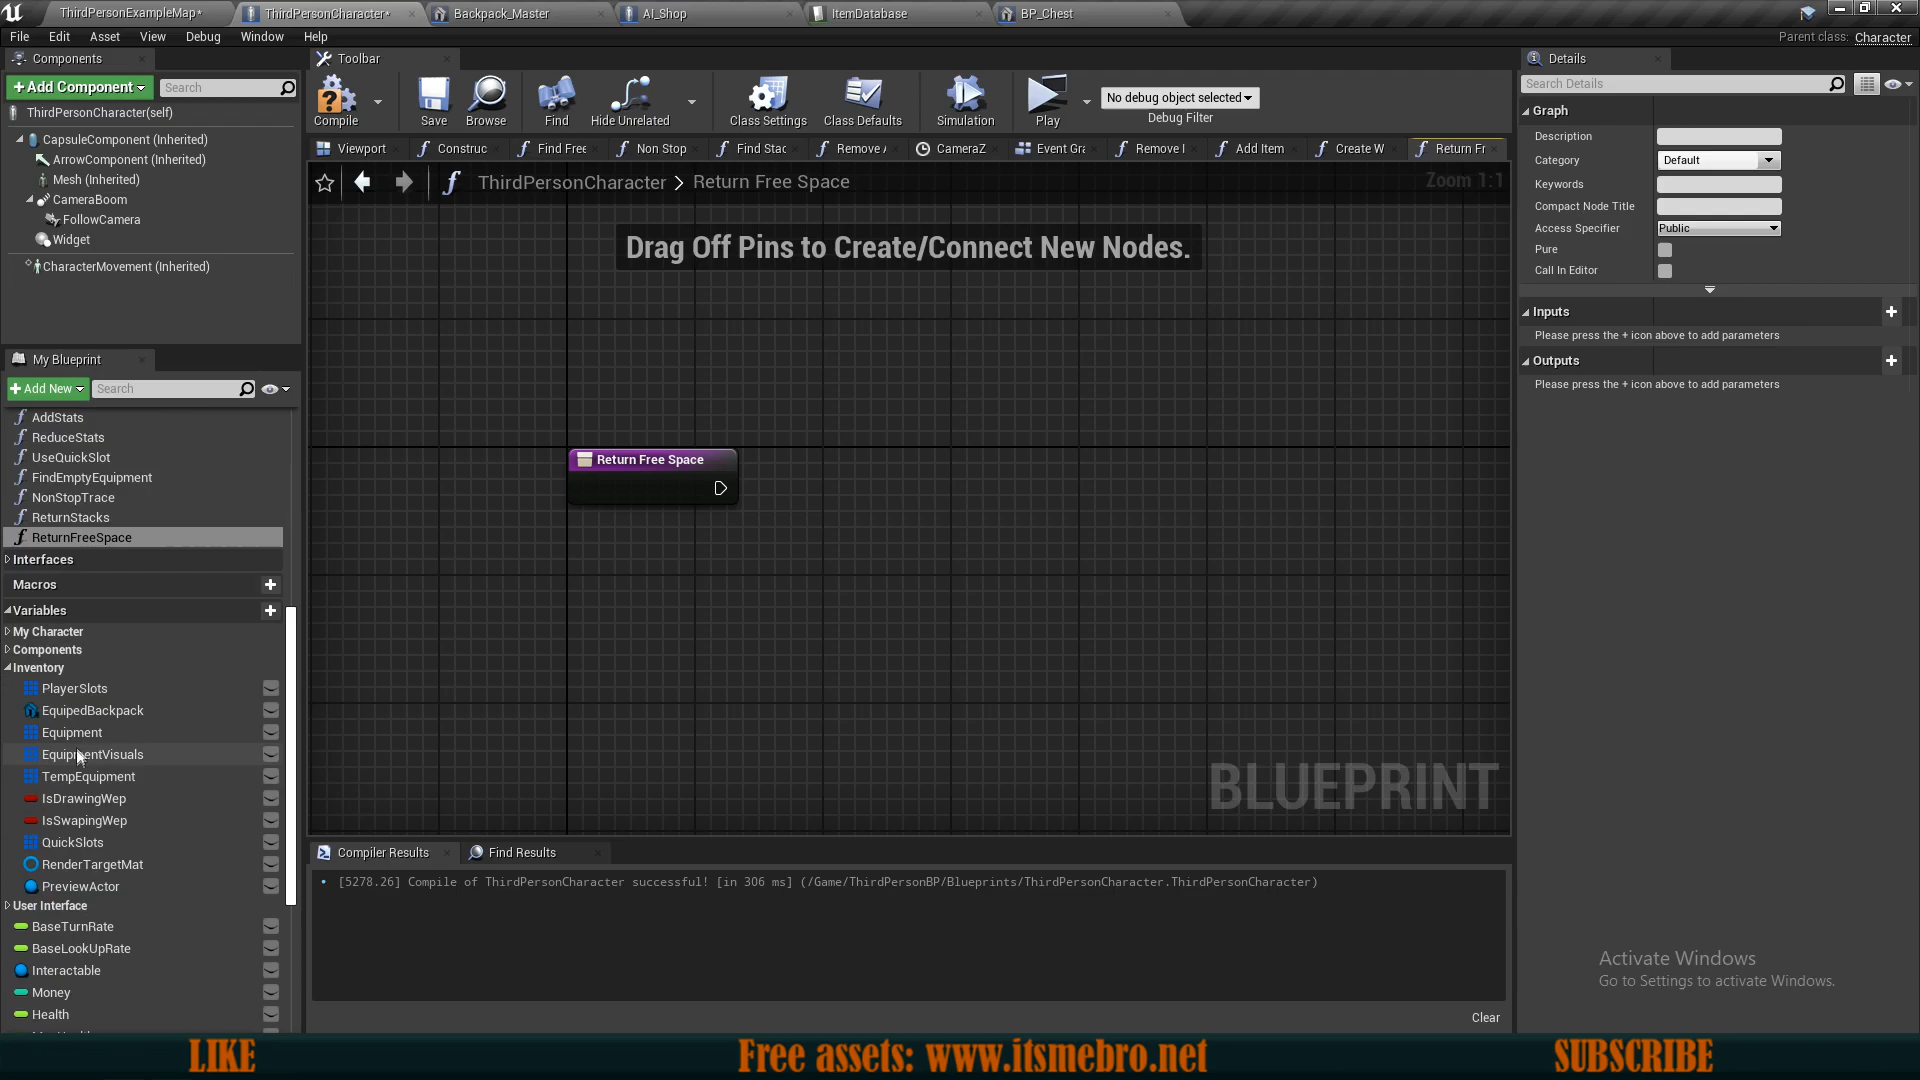 ThirdPersonExampleMap*
ThirdPersonCharacter*
Backpack_Master
AI_Shop
ItemDatabase
BP_Chest
File Edit Asset View Debug Window Help
Parent class: Character
Components
+Add Component
Search
ThirdPersonCharacter(self)
CapsuleComponent (Inherited)
ArrowComponent (Inherited)
Mesh (Inherited)
CameraBoom
FollowCamera
Widget
CharacterMovement (Inherited)
My Blueprint
+Add New
Search
AddStats
ReduceStats
UseQuickSlot
FindEmptyEquipment
NonStopTrace
ReturnStacks
ReturnFreeSpace
Interfaces
Macros
Variables
My Character
Components
Inventory
PlayerSlots
EquipedBackpack
Equipment
EquipmentVisuals
TempEquipment
IsDrawingWep
IsSwapingWep
QuickSlots
RenderTargetMat
PreviewActor
User Interface
BaseTurnRate
BaseLookUpRate
Interactable
Money
Health
Toolbar
Compile
Save
Browse
Find
Hide Unrelated
Class Settings
Class Defaults
Simulation
Play
No debug object selected
Debug Filter
Viewport
Construc
Find Free
Non Stop
Find Stac
Remove
CameraZ
Event Gra
Remove I
Add Item
Create W
Return Fr
ThirdPersonCharacter > Return Free Space
Zoom 1:1
Drag Off Pins to Create/Connect New Nodes.
Return Free Space
BLUEPRINT
Compiler Results
Find Results
[5278.26] Compile of ThirdPersonCharacter successful! [in 306 ms] (/Game/ThirdPersonBP/Blueprints/ThirdPersonCharacter.ThirdPersonCharacter)
Clear
Details
Search Details
Graph
Description
Category Default
Keywords
Compact Node Title
Access Specifier Public
Pure
Call In Editor
Inputs
Please press the + icon above to add parameters
Outputs
Please press the + icon above to add parameters
Activate Windows
Go to Settings to activate Windows.
LIKE
Free assets: www.itsmebro.net
SUBSCRIBE